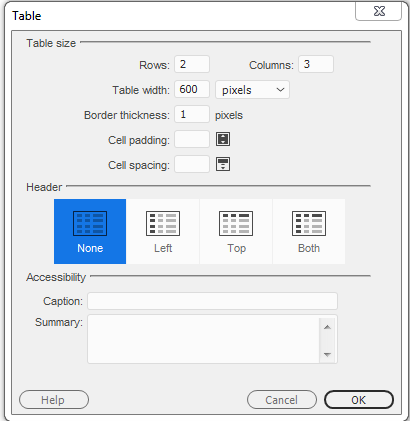 Table
Table size
Rows: 2 Columns: 3
Table width: 600 pixels
Border thickness: 1 pixels
Cell padding:
Cell spacing:
Header
None Left Top Both
Accessibility
Caption:
Summary:
Help Cancel OK